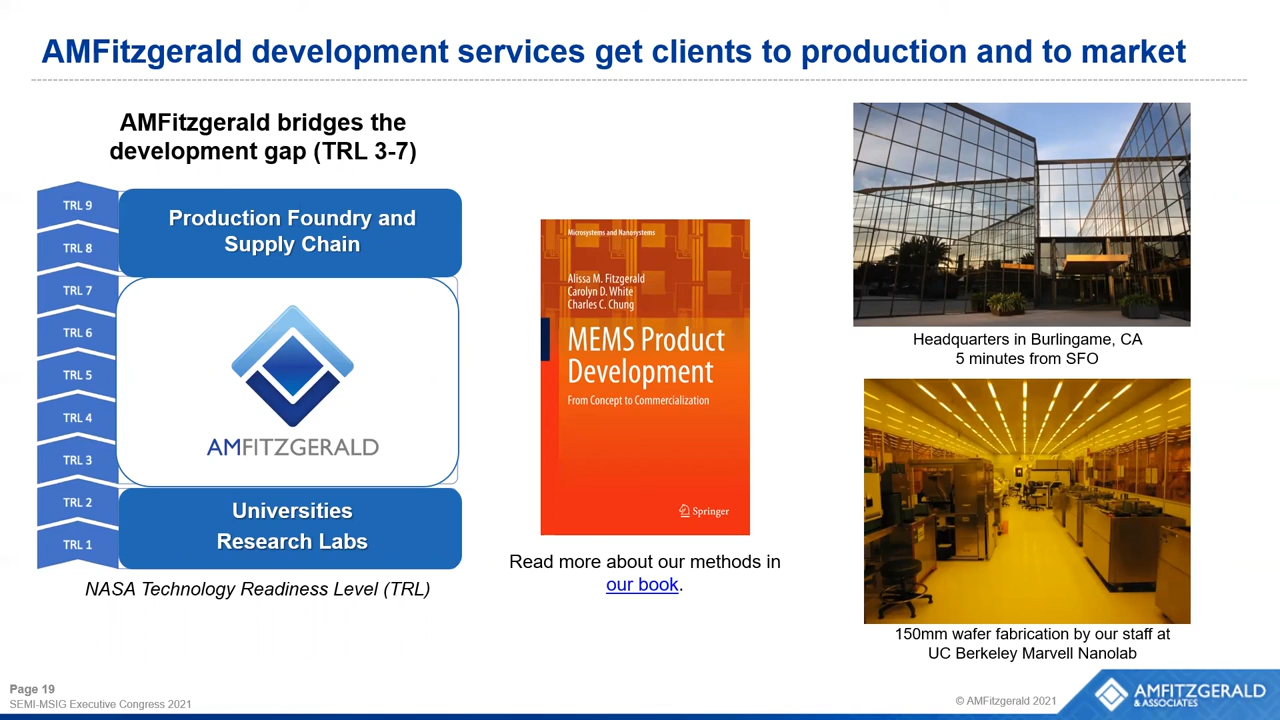 AMFitzgerald development services get clients to production and to market
AMFitzgerald bridges the
development gap (TRL 3-7)
TRL 9
TRL 8
TRL 7
TRL 6
TRL 5
TRL 4
TRL 3
TRL 2
TRL 1
Production Foundry and
Supply Chain
AMFITZGERALD
Universities
Research Labs
NASA Technology Readiness Level (TRL)
Microsystems and Nanosystems
Alissa M. Fitzgerald
Carolyn D. White
Charles C. Chung
MEMS Product
Development
From Concept to Commercialization
Springer
Read more about our methods in
our book.
Headquarters in Burlingame, CA
5 minutes from SFO
150mm wafer fabrication by our staff at
UC Berkeley Marvell Nanolab
Page 19
SEMI-MSIG Executive Congress 2021
© AMFitzgerald 2021
AMFITZGERALD
& ASSOCIATES